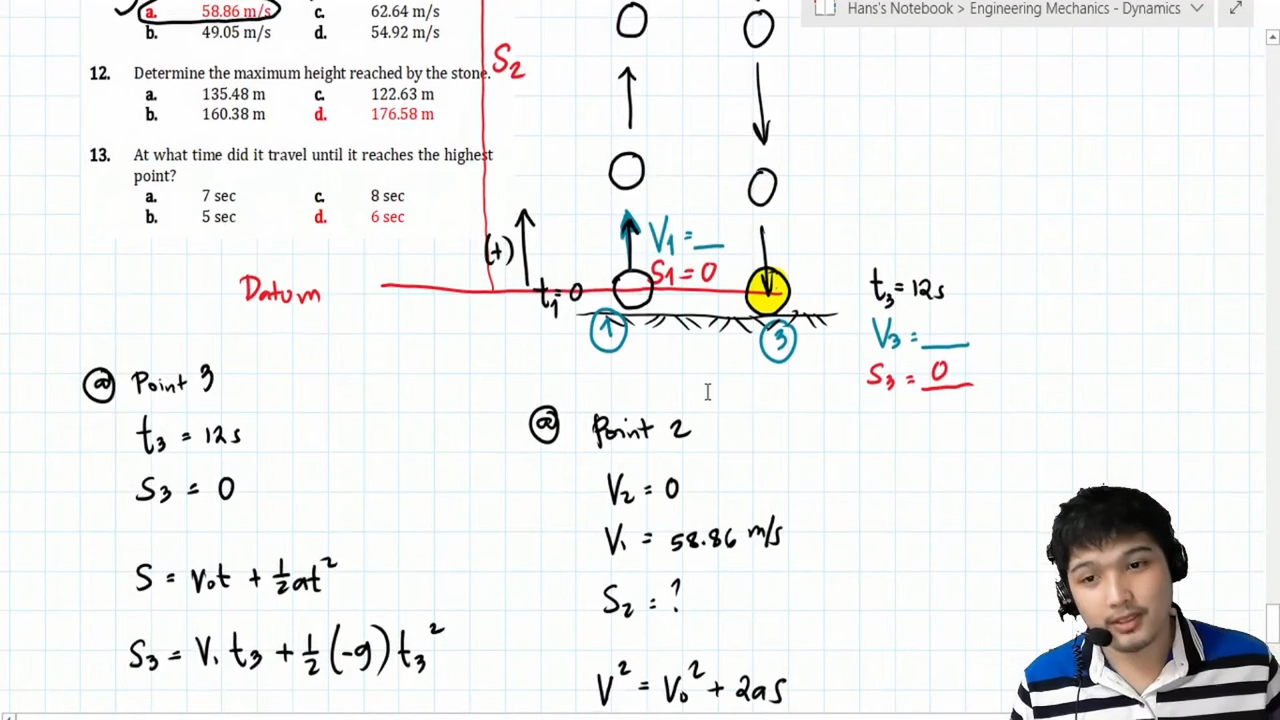 Hans's Notebook > Engineering Mechanics - Dynamics
a. 58.86 m/s c. 62.64 m/s
b. 49.05 m/s d. 54.92 m/s
12. Determine the maximum height reached by the stone.
a. 135.48 m c. 122.63 m
b. 160.38 m d. 176.58 m
13. At what time did it travel until it reaches the highest
point?
a. 7 sec c. 8 sec
b. 5 sec d. 6 sec
S2
(+)
V1 = __
S1 = 0
Datum
t1 = 0
1
3
t3 = 12s
V3 = __
S3 = 0
@ Point 3
t3 = 12s
S3 = 0
S = V0t + 1/2 at²
S3 = V1 t3 + 1/2 (-g) t3²
@ Point 2
V2 = 0
V1 = 58.86 m/s
S2 = ?
V² = V0² + 2aS